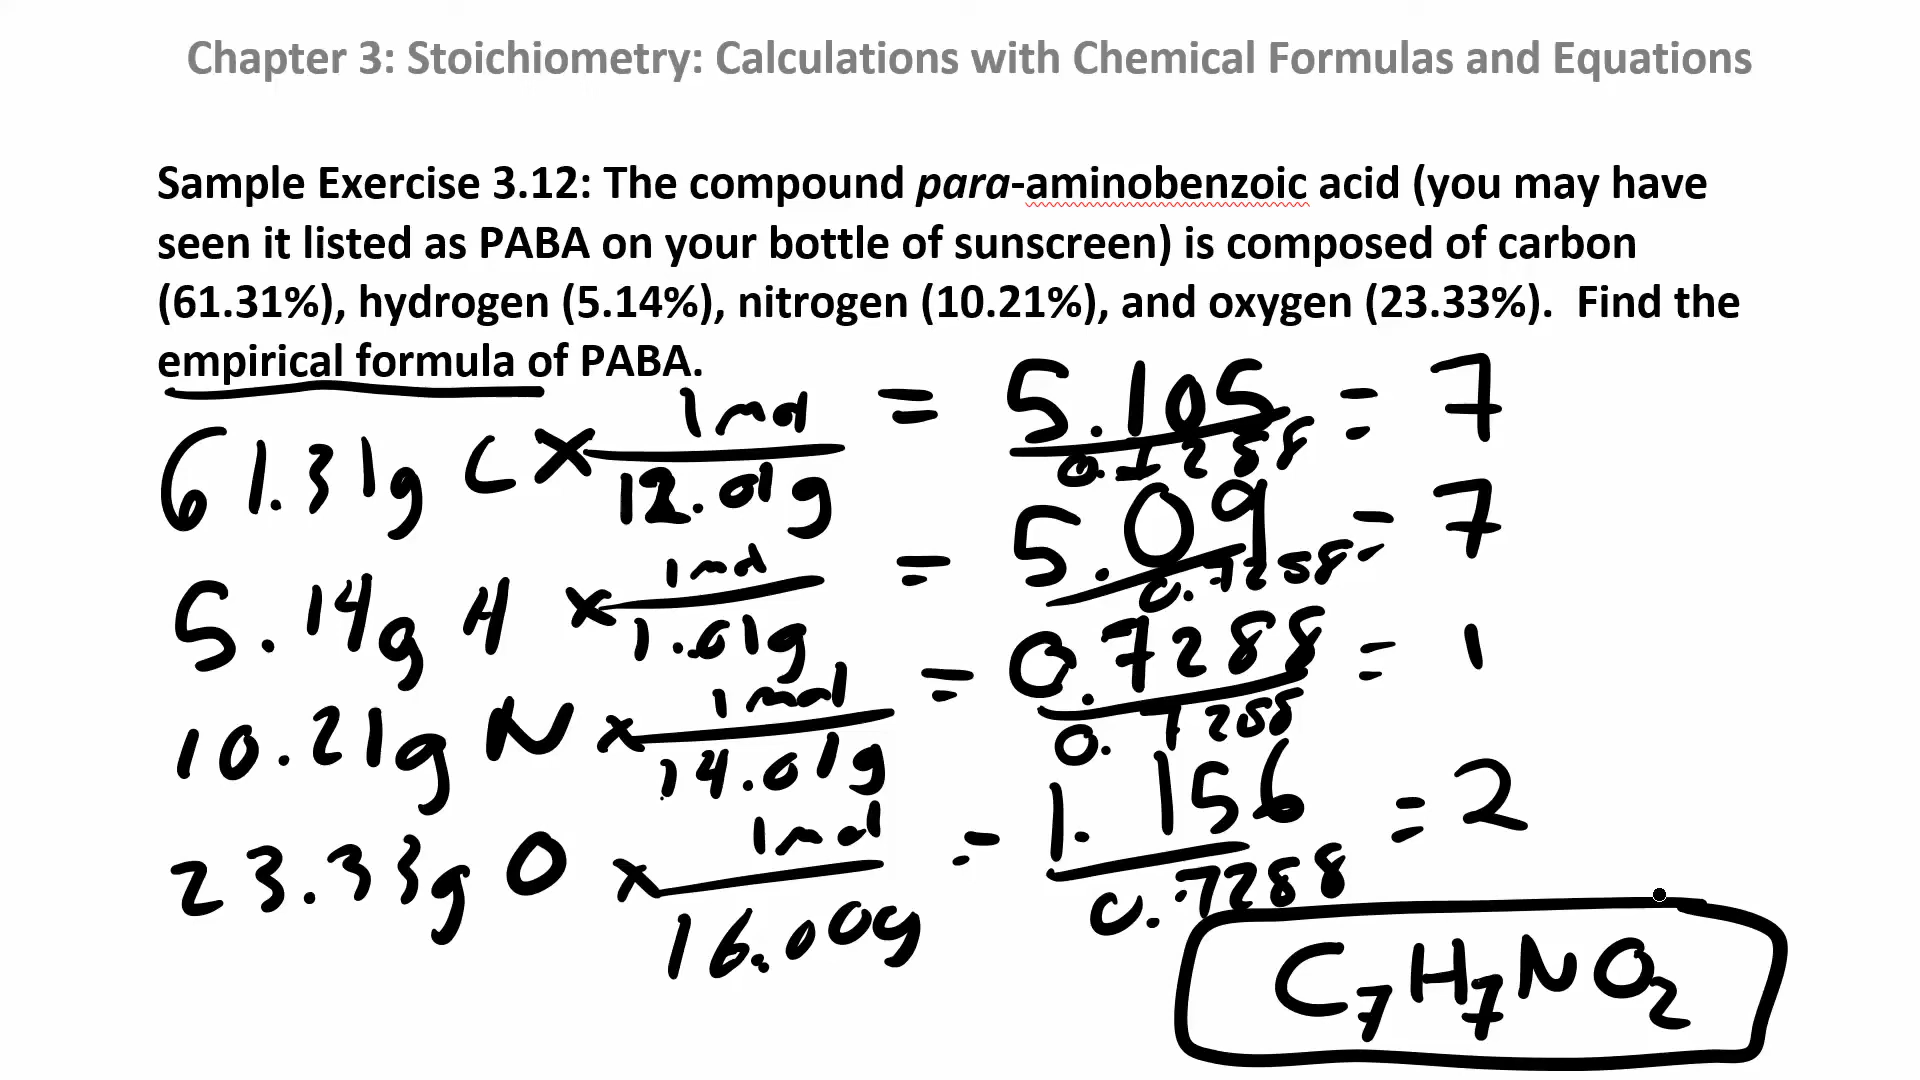 Chapter 3: Stoichiometry: Calculations with Chemical Formulas and Equations
Sample Exercise 3.12: The compound para-aminobenzoic acid (you may have
seen it listed as PABA on your bottle of sunscreen) is composed of carbon
(61.31%), hydrogen (5.14%), nitrogen (10.21%), and oxygen (23.33%).  Find the
empirical formula of PABA.
61.31g C × 1 mol / 12.01g = 5.105 / 0.7288 = 7
5.14g H × 1 mol / 1.01g = 5.09 / 0.7288 = 7
10.21g N × 1 mol / 14.01g = 0.7288 / 0.7288 = 1
23.33g O × 1 mol / 16.00g = 1.156 / 0.7288 = 2
C₇H₇NO₂